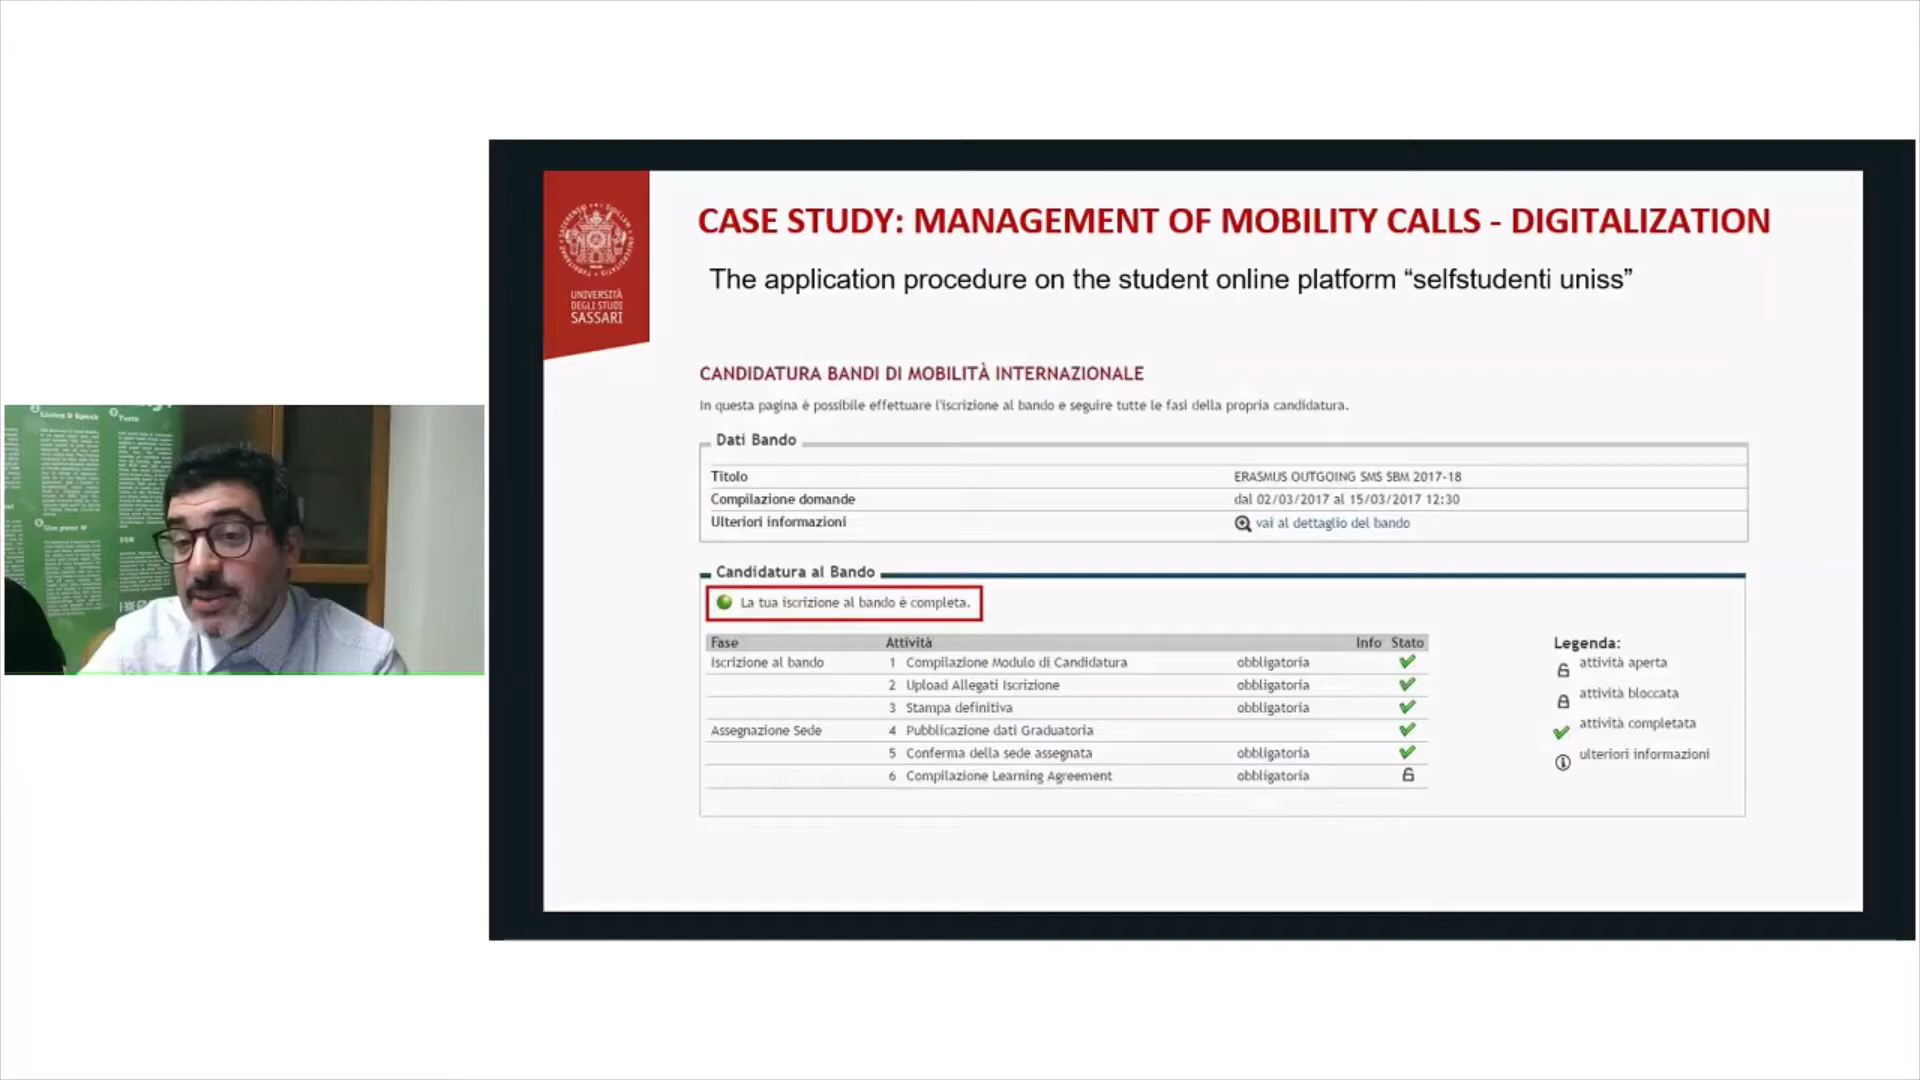 Listen & Speak
UNIVERSITÀ
DEGLI STUDI
SASSARI
CASE STUDY: MANAGEMENT OF MOBILITY CALLS - DIGITALIZATION
The application procedure on the student online platform “selfstudenti uniss”
CANDIDATURA BANDI DI MOBILITÀ INTERNAZIONALE
In questa pagina è possibile effettuare l'iscrizione al bando e seguire tutte le fasi della propria candidatura.
Dati Bando
Titolo ERASMUS OUTGOING SMS SBM 2017-18
Compilazione domande dal 02/03/2017 al 15/03/2017 12:30
Ulteriori informazioni vai al dettaglio del bando
Candidatura al Bando
La tua iscrizione al bando è completa.
Fase Attività Info Stato
Iscrizione al bando 1 Compilazione Modulo di Candidatura obbligatoria
2 Upload Allegati Iscrizione obbligatoria
3 Stampa definitiva obbligatoria
Assegnazione Sede 4 Pubblicazione dati Graduatoria
5 Conferma della sede assegnata obbligatoria
6 Compilazione Learning Agreement obbligatoria
Legenda:
attività aperta
attività bloccata
attività completata
ulteriori informazioni